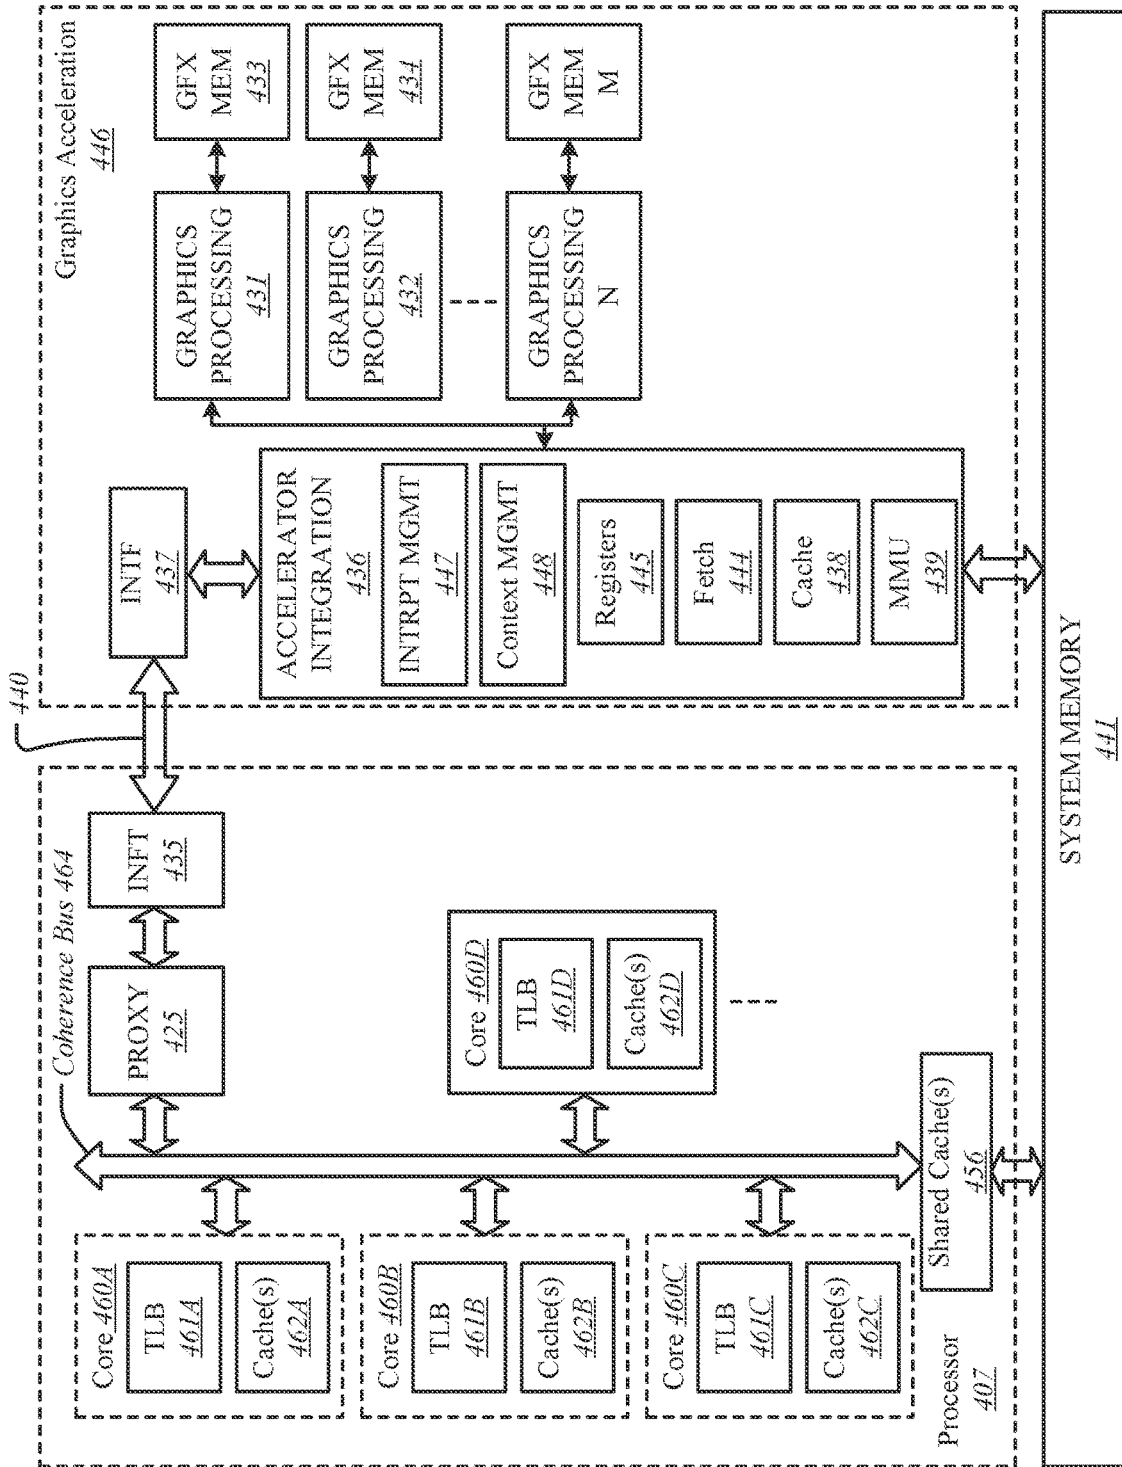 Processor
407
Core 460A
TLB
461A
Cache(s)
462A
Core 460B
TLB
461B
Cache(s)
462B
Core 460C
TLB
461C
Cache(s)
462C
Coherence Bus 464
Shared Cache(s)
456
PROXY
425
INFT
435
Core 460D
TLB
461D
Cache(s)
462D
440
Graphics Acceleration
446
INTF
437
ACCELERATOR
INTEGRATION
436
INTRPT MGMT
447
Context MGMT
448
Registers
445
Fetch
444
Cache
438
MMU
439
GRAPHICS
PROCESSING
431
GFX
MEM
433
GRAPHICS
PROCESSING
432
GFX
MEM
434
GRAPHICS
PROCESSING
N
GFX
MEM
M
SYSTEM MEMORY
441